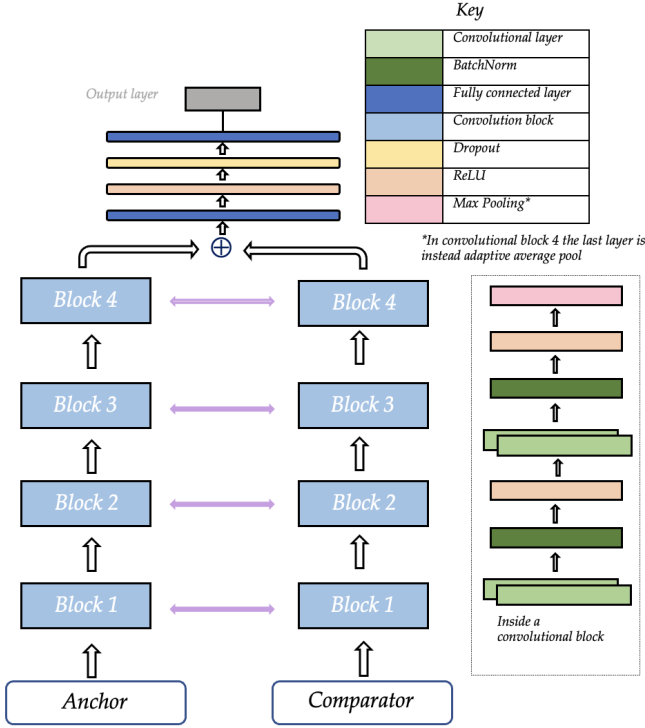 Key
Convolutional layer
BatchNorm
Fully connected layer
Convolution block
Dropout
ReLU
Max Pooling*
*In convolutional block 4 the last layer is
instead adaptive average pool
Output layer
Block 4
Block 4
Block 3
Block 3
Block 2
Block 2
Block 1
Block 1
Anchor
Comparator
Inside a
convolutional block